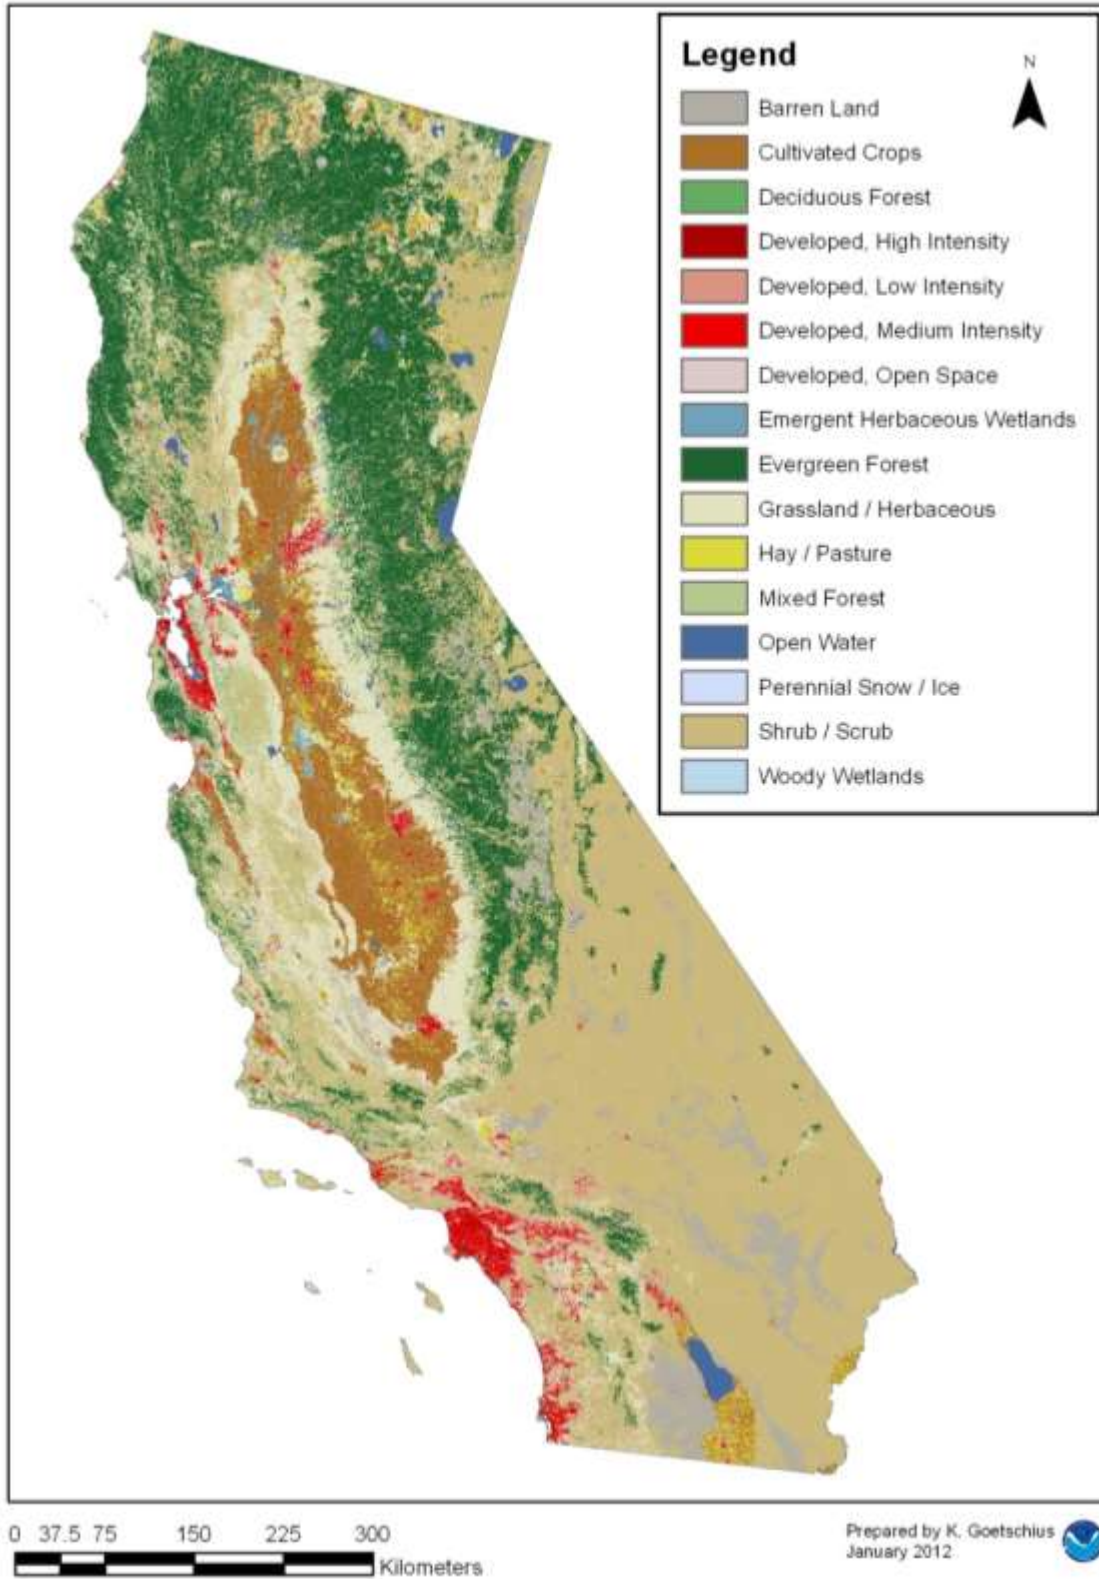 Legend
N
Barren Land
Cultivated Crops
Deciduous Forest
Developed, High Intensity
Developed, Low Intensity
Developed, Medium Intensity
Developed, Open Space
Emergent Herbaceous Wetlands
Evergreen Forest
Grassland / Herbaceous
Hay / Pasture
Mixed Forest
Open Water
Perennial Snow / Ice
Shrub / Scrub
Woody Wetlands
0 37.5 75 150 225 300
Kilometers
Prepared by K. Goetschius
January 2012